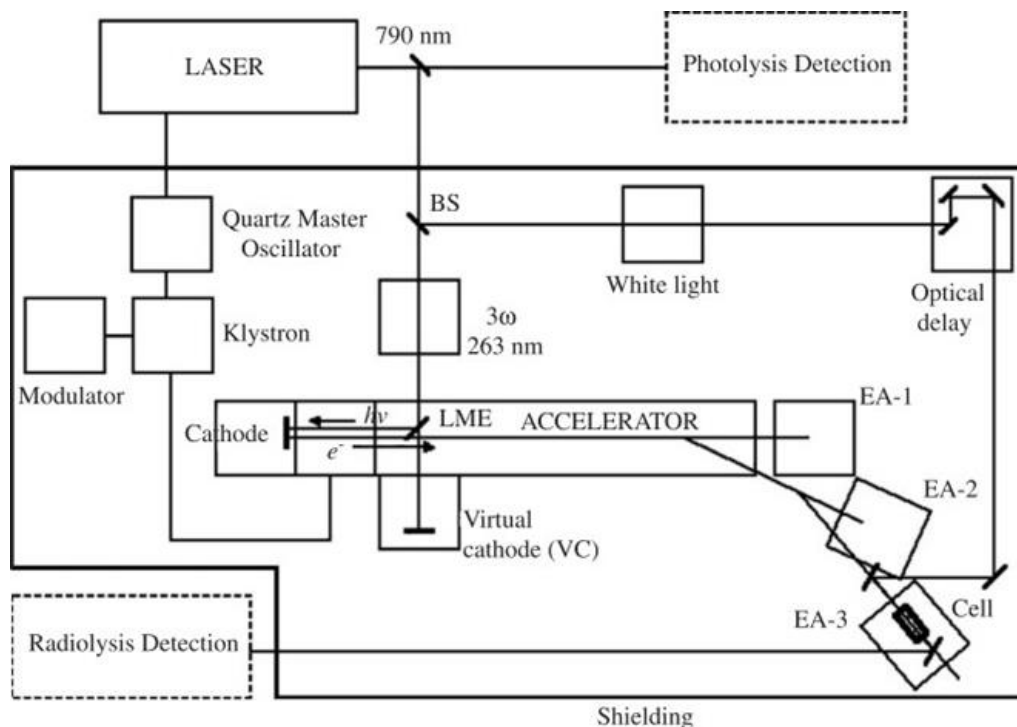 790 nm
LASER
Photolysis Detection
BS
Quartz Master
Oscillator
White light
Optical
delay
3ω
263 nm
Klystron
Modulator
EA-1
hν
LME
ACCELERATOR
Cathode
e-
EA-2
Virtual
cathode (VC)
EA-3
Cell
Radiolysis Detection
Shielding